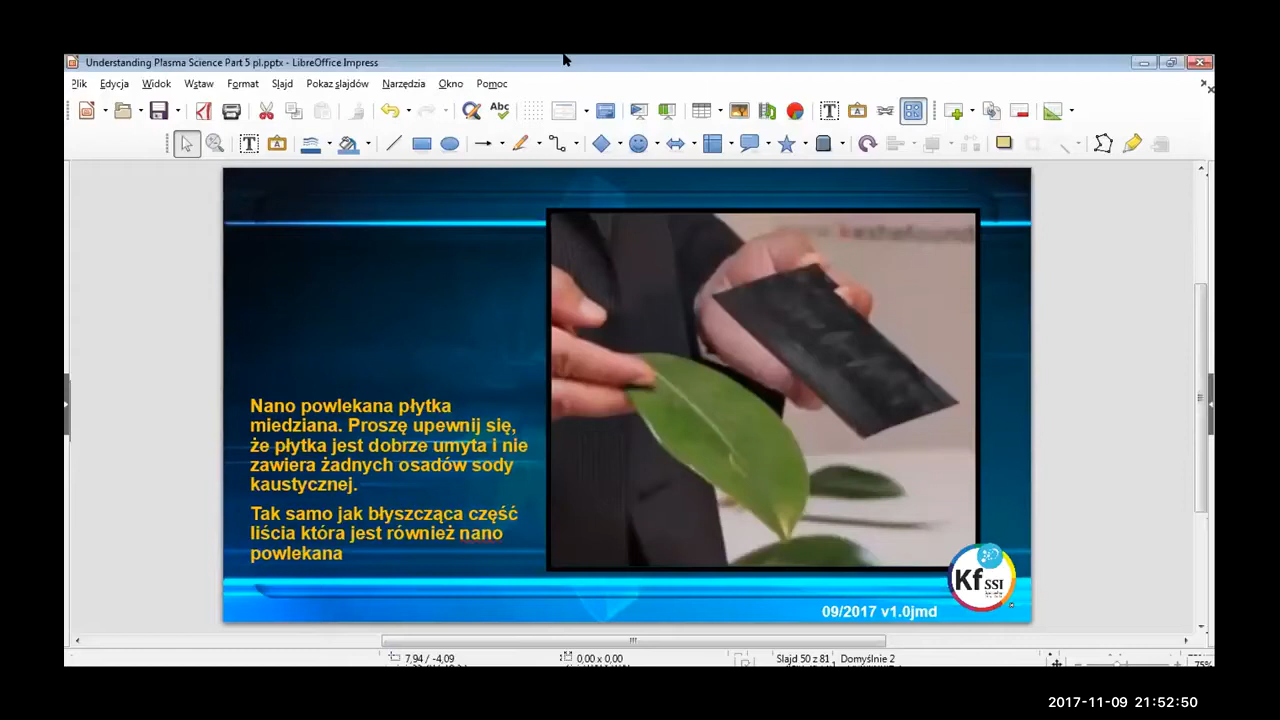 Understanding Plasma Science Part 5 pl.pptx - LibreOffice Impress
Plik Edycja Widok Wstaw Format Slajd Pokaz slajdów Narzędzia Okno Pomoc
Abc
Nano powlekana płytka
miedziana. Proszę upewnij się,
że płytka jest dobrze umyta i nie
zawiera żadnych osadów sody
kaustycznej.
Tak samo jak błyszcząca część
liścia która jest również nano
powlekana
Kf SSI
09/2017 v1.0jmd
7,94 / -4,09 0,00 x 0,00 Slajd 50 z 81 Domyślnie 2 75%
2017-11-09 21:52:50